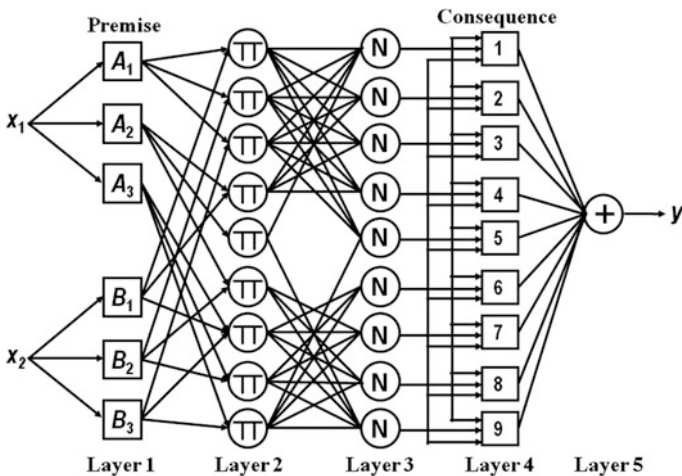 Premise
Consequence
A1
A2
A3
B1
B2
B3
x1
x2
∏
∏
∏
∏
∏
∏
∏
∏
∏
N
N
N
N
N
N
N
N
N
1
2
3
4
5
6
7
8
9
+
y
Layer 1
Layer 2
Layer 3
Layer 4
Layer 5